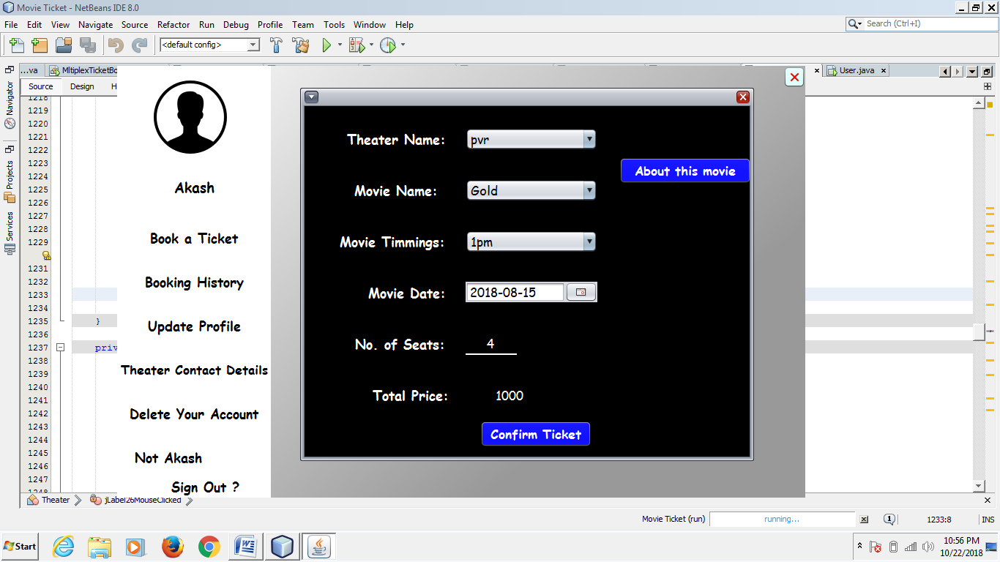 Movie Ticket - NetBeans IDE 8.0
File Edit View Navigate Source Refactor Run Debug Profile Team Tools Window Help
Search (Ctrl+I)
<default config>
...va MltiplexTicketBo User.java
Source Design H
Navigator
Projects
Services
1218
1219
1220
1221
1222
1223
1224
1225
1226
1227
1228
1229
1231
1232
1233
1234
1235 }
1236
1237 priv
1238
1239
1240
1241
1242
1243
1244
1245
1246
1247
1248
Akash
Book a Ticket
Booking History
Update Profile
Theater Contact Details
Delete Your Account
Not Akash
Sign Out ?
Theater Name: pvr
About this movie
Movie Name: Gold
Movie Timmings: 1pm
Movie Date: 2018-08-15
No. of Seats: 4
Total Price: 1000
Confirm Ticket
Theater jLabel26MouseClicked
Movie Ticket (run) running... 1 1233:8 INS
Start
10:56 PM
10/22/2018